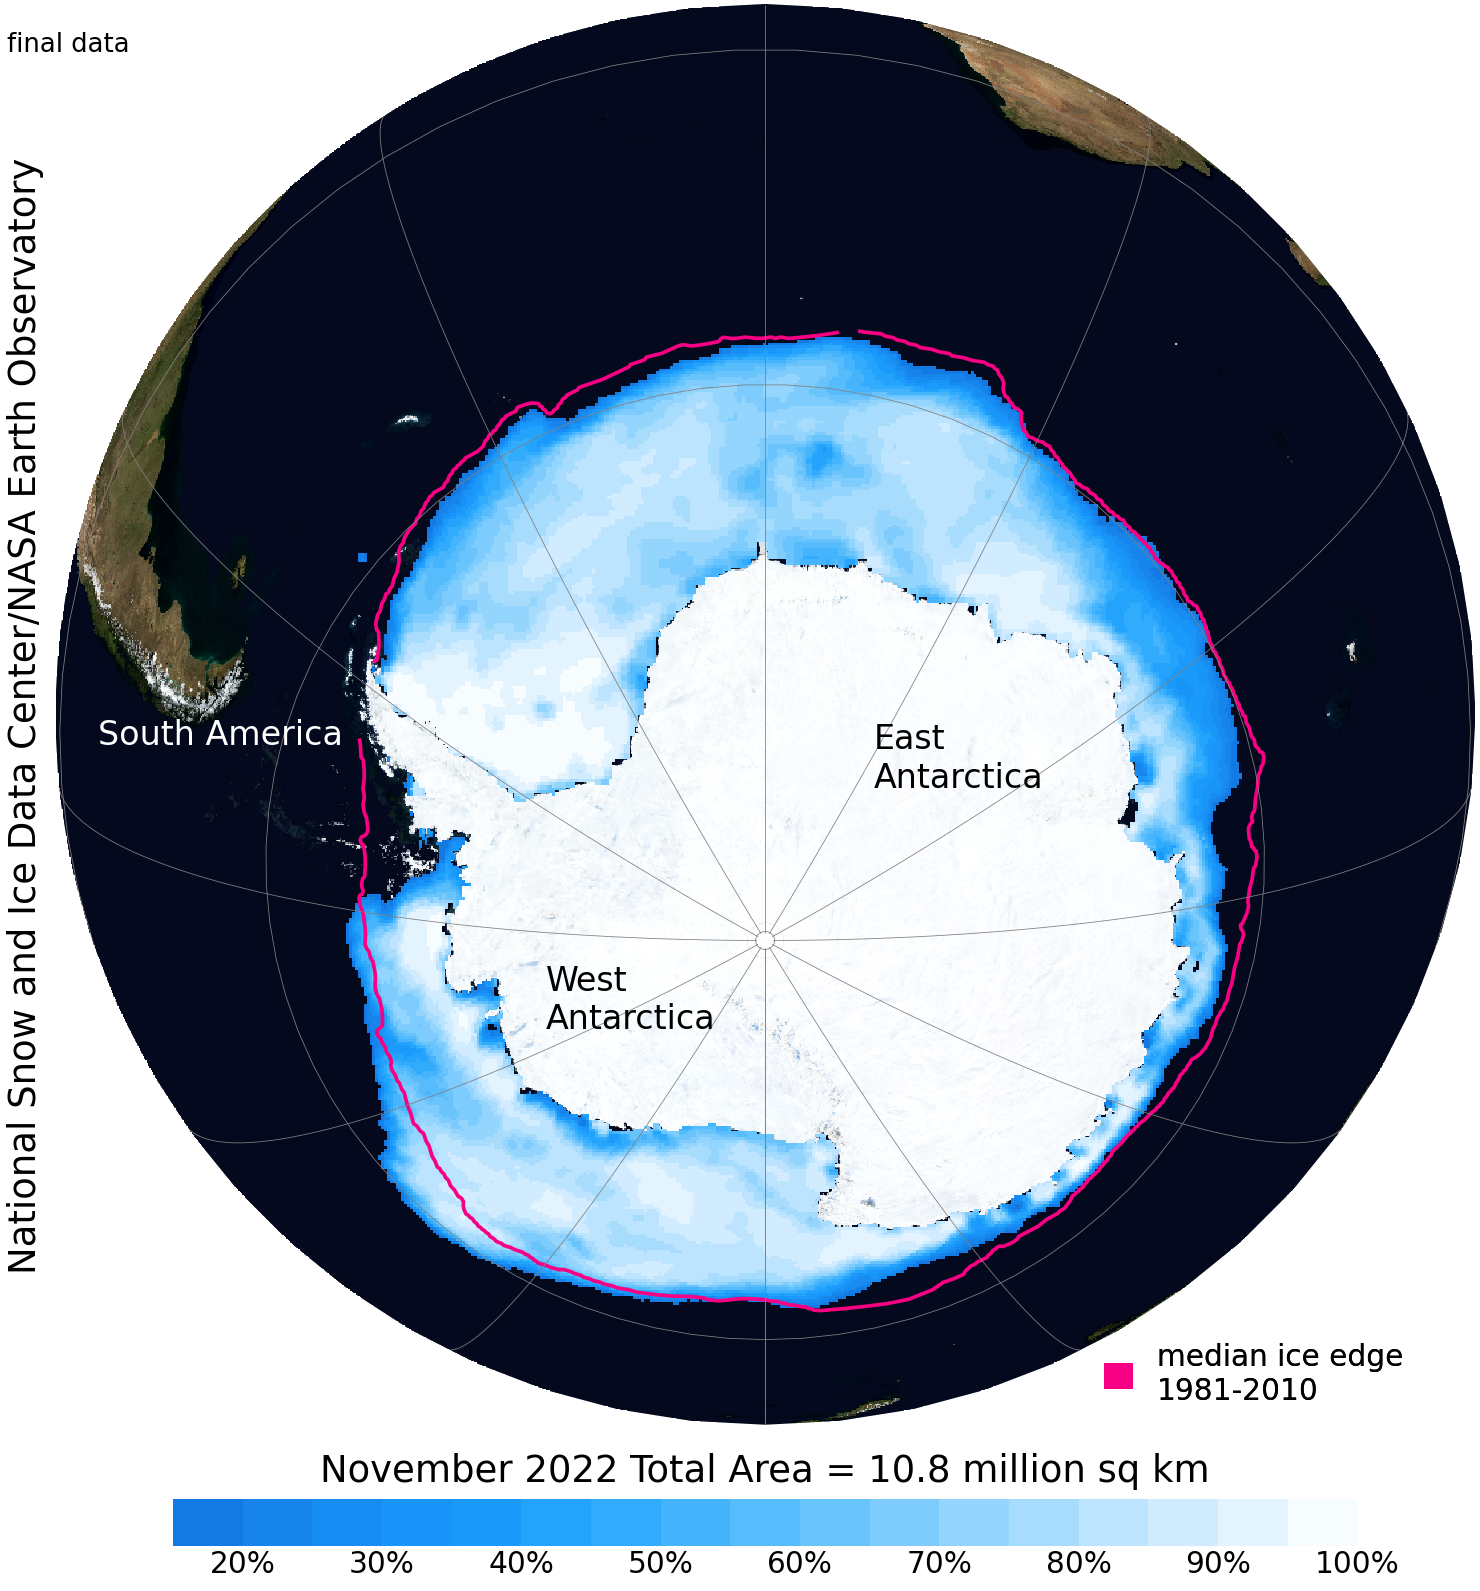 final data
National Snow and Ice Data Center/NASA Earth Observatory
South America
East
Antarctica
West
Antarctica
median ice edge
1981-2010
November 2022 Total Area = 10.8 million sq km
20% 30% 40% 50% 60% 70% 80% 90% 100%